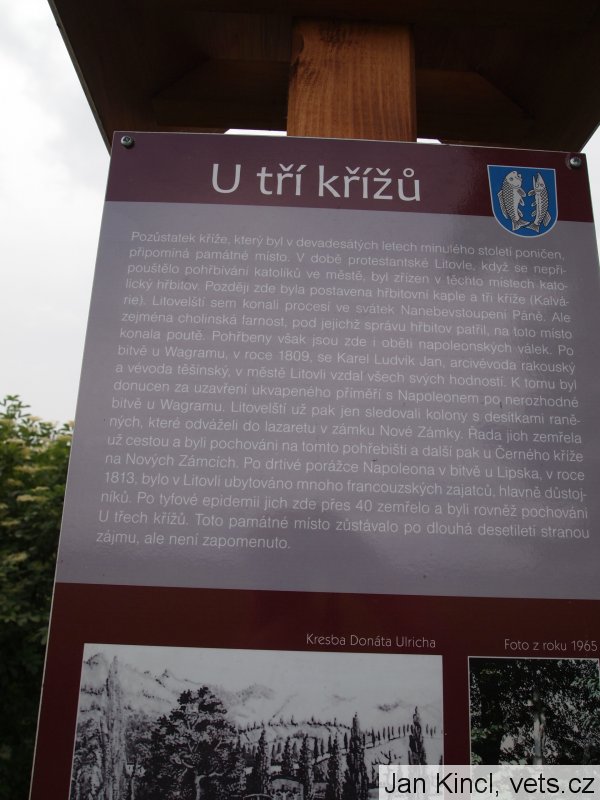 U tří křížů
Pozůstatek kříže, který byl v devadesátých letech minulého století poničen,
připomíná památné místo. V době protestantské Litovle, když se nepři-
pouštělo pohřbívání katolíků ve městě, byl zřízen v těchto místech kato-
lický hřbitov. Později zde byla postavena hřbitovní kaple a tři kříže (Kalvá-
rie). Litovelští sem konali procesí ve svátek Nanebevstoupení Páně. Ale
zejména cholinská farnost, pod jejichž správu hřbitov patřil, na toto místo
konala poutě. Pohřbeny však jsou zde i oběti napoleonských válek. Po
bitvě u Wagramu, v roce 1809, se Karel Ludvík Jan, arcivévoda rakouský
a vévoda těšínský, v městě Litovli vzdal všech svých hodností. K tomu byl
donucen za uzavření ukvapeného příměří s Napoleonem po nerozhodné
bitvě u Wagramu. Litovelští už pak jen sledovali kolony s desítkami raně-
ných, které odváželi do lazaretu v zámku Nové Zámky. Řada jich zemřela
už cestou a byli pochováni na tomto pohřebišti a další pak u Černého kříže
na Nových Zámcích. Po drtivé porážce Napoleona v bitvě u Lipska, v roce
1813, bylo v Litovli ubytováno mnoho francouzských zajatců, hlavně důstoj-
níků. Po tyfové epidemii jich zde přes 40 zemřelo a byli rovněž pochováni
U třech křížů. Toto památné místo zůstávalo po dlouhá desetiletí stranou
zájmu, ale není zapomenuto.
Kresba Donáta Ulricha
Foto z roku 1965
Jan Kincl, vets.cz